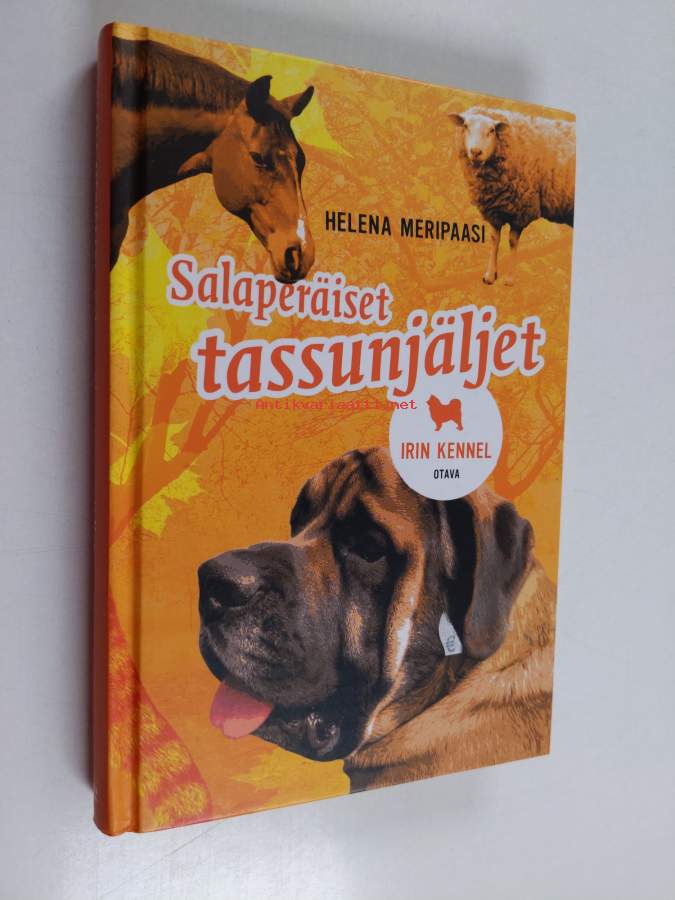 HELENA MERIPAASI
Salaperäiset
tassunjäljet
Antikvariaatti.net
IRIN KENNEL
OTAVA